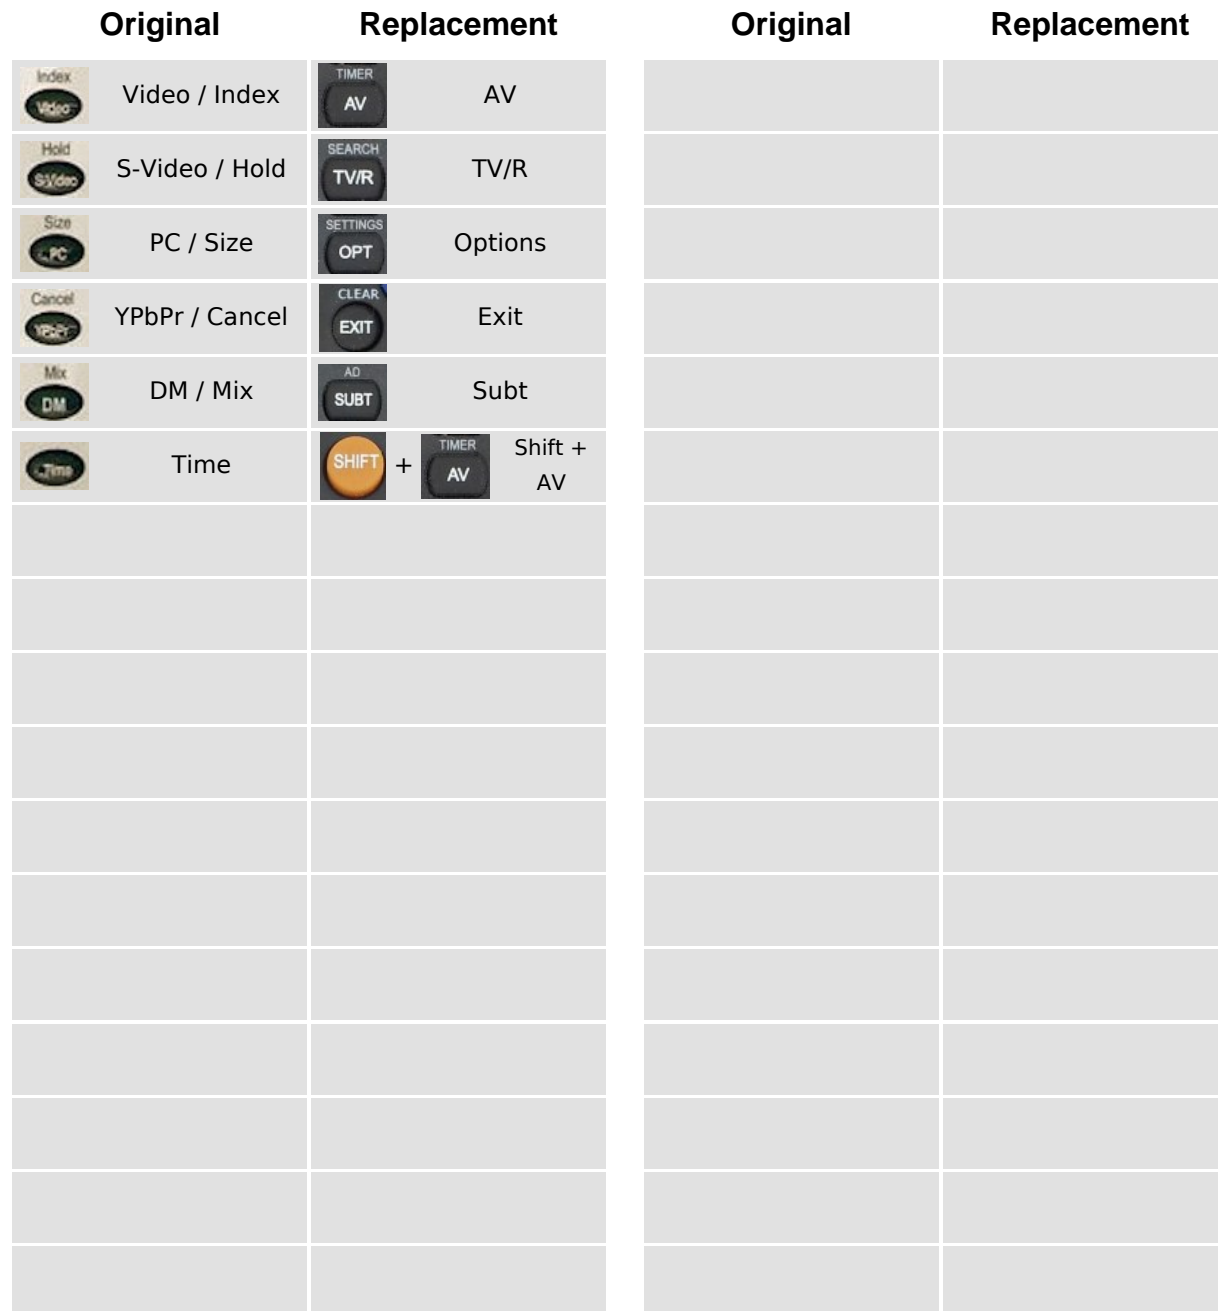 Original Replacement Original Replacement
Index
Video
Video / Index
TIMER
AV
AV
Hold
S-Video
S-Video / Hold
SEARCH
TV/R
TV/R
Size
PC
PC / Size
SETTINGS
OPT
Options
Cancel
YPbPr
YPbPr / Cancel
CLEAR
EXIT
Exit
Mix
DM
DM / Mix
AD
SUBT
Subt
Time
Time
SHIFT
+
TIMER
AV
Shift +
AV